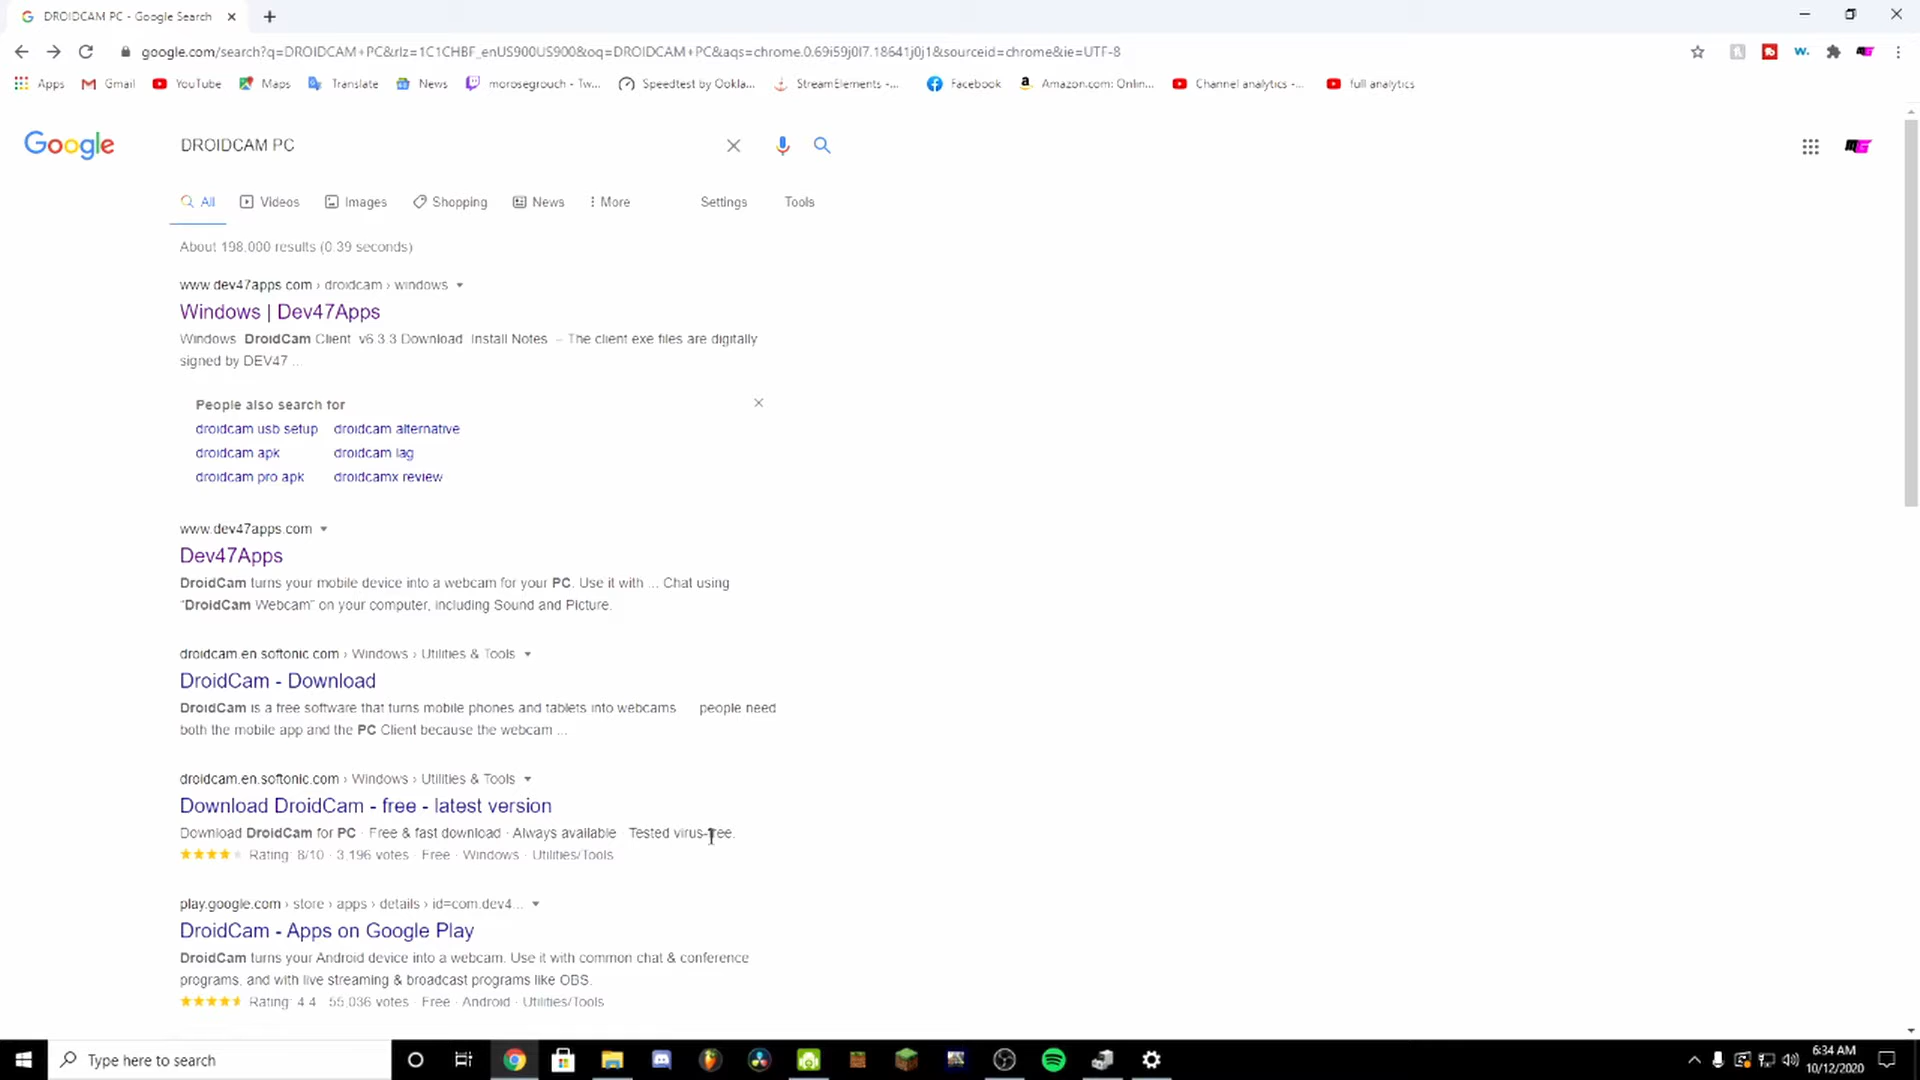 DROIDCAM PC - Google Search
google.com/search?q=DROIDCAM+PC&rlz=1C1CHBF_enUS900US900&oq=DROIDCAM+PC&aqs=chrome.0.69i59j0l7.18641j0j1&sourceid=chrome&ie=UTF-8
Apps Gmail YouTube Maps Translate News morosegrouch - Tw... Speedtest by Ookla... StreamElements -... Facebook Amazon.com: Onlin... Channel analytics -... full analytics
Google DROIDCAM PC MG
All Videos Images Shopping News More Settings Tools
About 198,000 results (0.39 seconds)
www.dev47apps.com › droidcam › windows
Windows | Dev47Apps
Windows DroidCam Client v6.3.3 Download Install Notes – The client exe files are digitally
signed by DEV47 ...
People also search for
droidcam usb setup droidcam alternative
droidcam apk droidcam lag
droidcam pro apk droidcamx review
www.dev47apps.com
Dev47Apps
DroidCam turns your mobile device into a webcam for your PC. Use it with ... Chat using
"DroidCam Webcam" on your computer, including Sound and Picture.
droidcam.en.softonic.com › Windows › Utilities & Tools
DroidCam - Download
DroidCam is a free software that turns mobile phones and tablets into webcams people need
both the mobile app and the PC Client because the webcam ...
droidcam.en.softonic.com › Windows › Utilities & Tools
Download DroidCam - free - latest version
Download DroidCam for PC · Free & fast download · Always available · Tested virus-free.
Rating: 8/10 · 3,196 votes · Free · Windows · Utilities/Tools
play.google.com › store › apps › details › id=com.dev4...
DroidCam - Apps on Google Play
DroidCam turns your Android device into a webcam. Use it with common chat & conference
programs, and with live streaming & broadcast programs like OBS.
Rating: 4.4 · 55,036 votes · Free · Android · Utilities/Tools
Type here to search
6:34 AM
10/12/2020